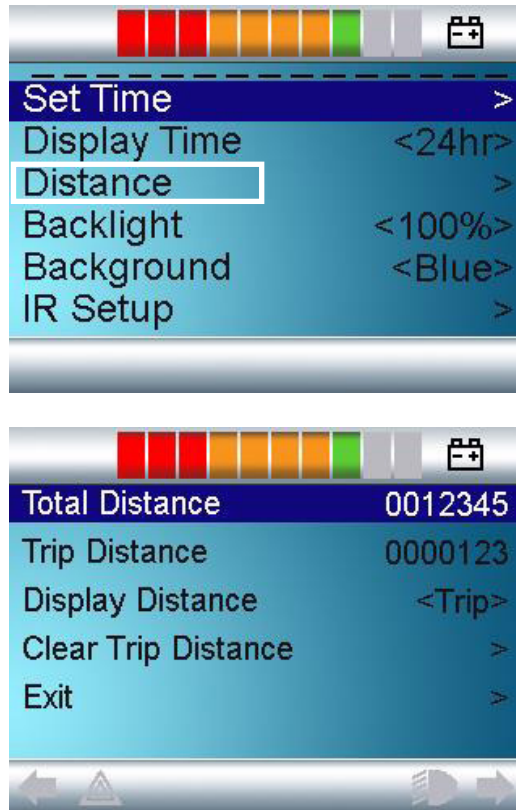 Set Time >
Display Time <24hr>
Distance >
Backlight <100%>
Background <Blue>
IR Setup >
Total Distance 0012345
Trip Distance 0000123
Display Distance <Trip>
Clear Trip Distance >
Exit >